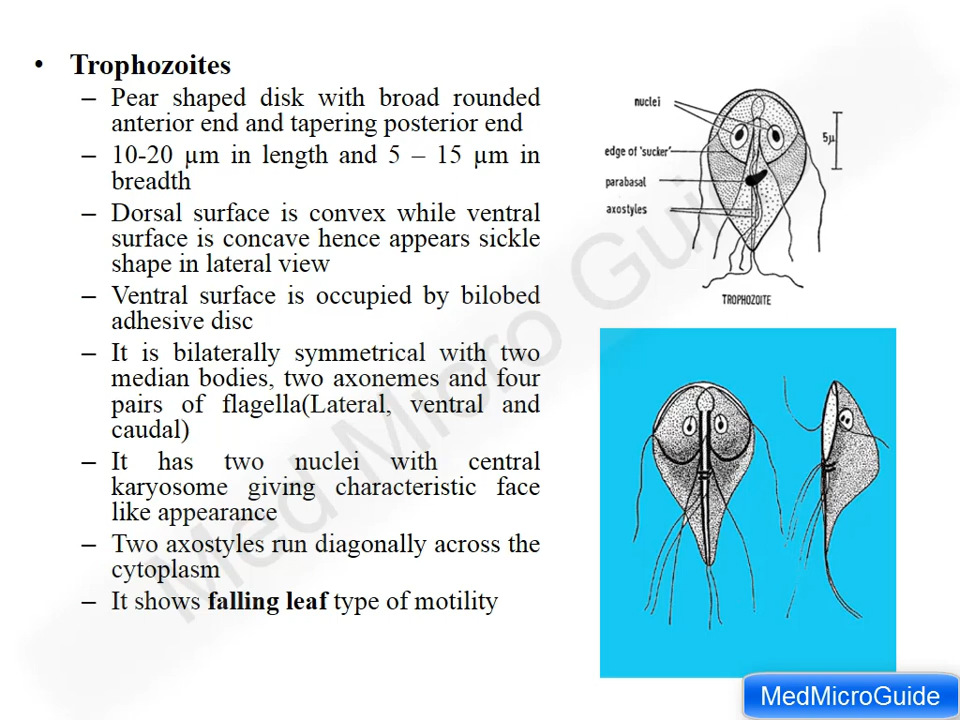 • Trophozoites
– Pear shaped disk with broad rounded
anterior end and tapering posterior end
– 10-20 µm in length and 5 – 15 µm in
breadth
– Dorsal surface is convex while ventral
surface is concave hence appears sickle
shape in lateral view
– Ventral surface is occupied by bilobed
adhesive disc
– It is bilaterally symmetrical with two
median bodies, two axonemes and four
pairs of flagella(Lateral, ventral and
caudal)
– It has two nuclei with central
karyosome giving characteristic face
like appearance
– Two axostyles run diagonally across the
cytoplasm
– It shows falling leaf type of motility
nuclei
5µ
edge of 'sucker'
parabasal
axostyles
TROPHOZOITE
Med Micro Guide
MedMicroGuide